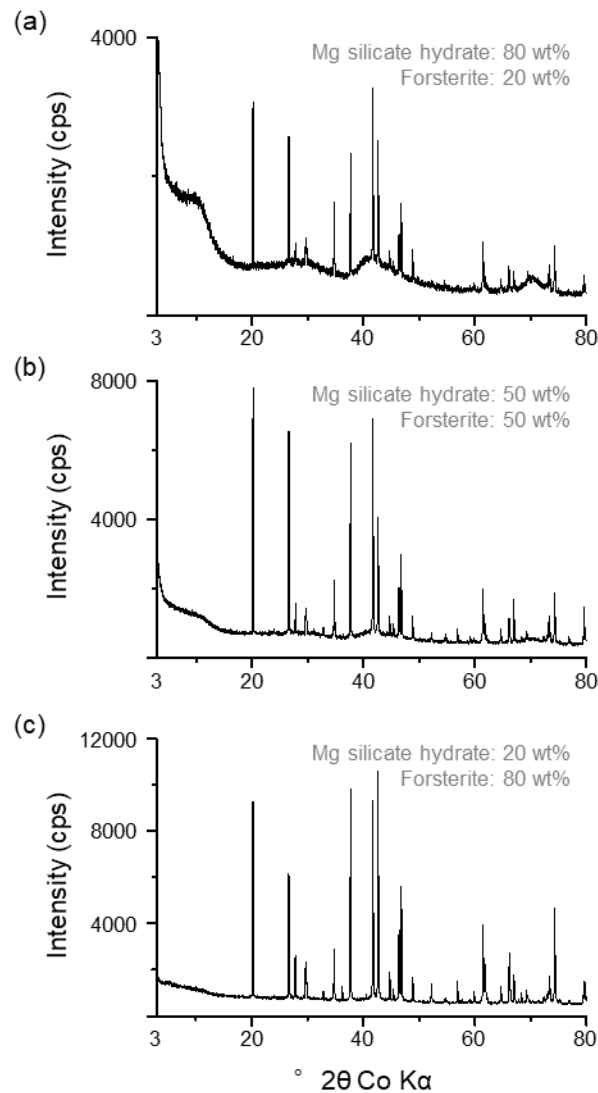 (a)
4000
Mg silicate hydrate: 80 wt%
Forsterite: 20 wt%
Intensity (cps)
3 20 40 60 80
(b)
8000
Mg silicate hydrate: 50 wt%
Forsterite: 50 wt%
4000
Intensity (cps)
3 20 40 60 80
(c)
12000
Mg silicate hydrate: 20 wt%
Forsterite: 80 wt%
8000
4000
Intensity (cps)
3 20 40 60 80
° 2θ Co Kα